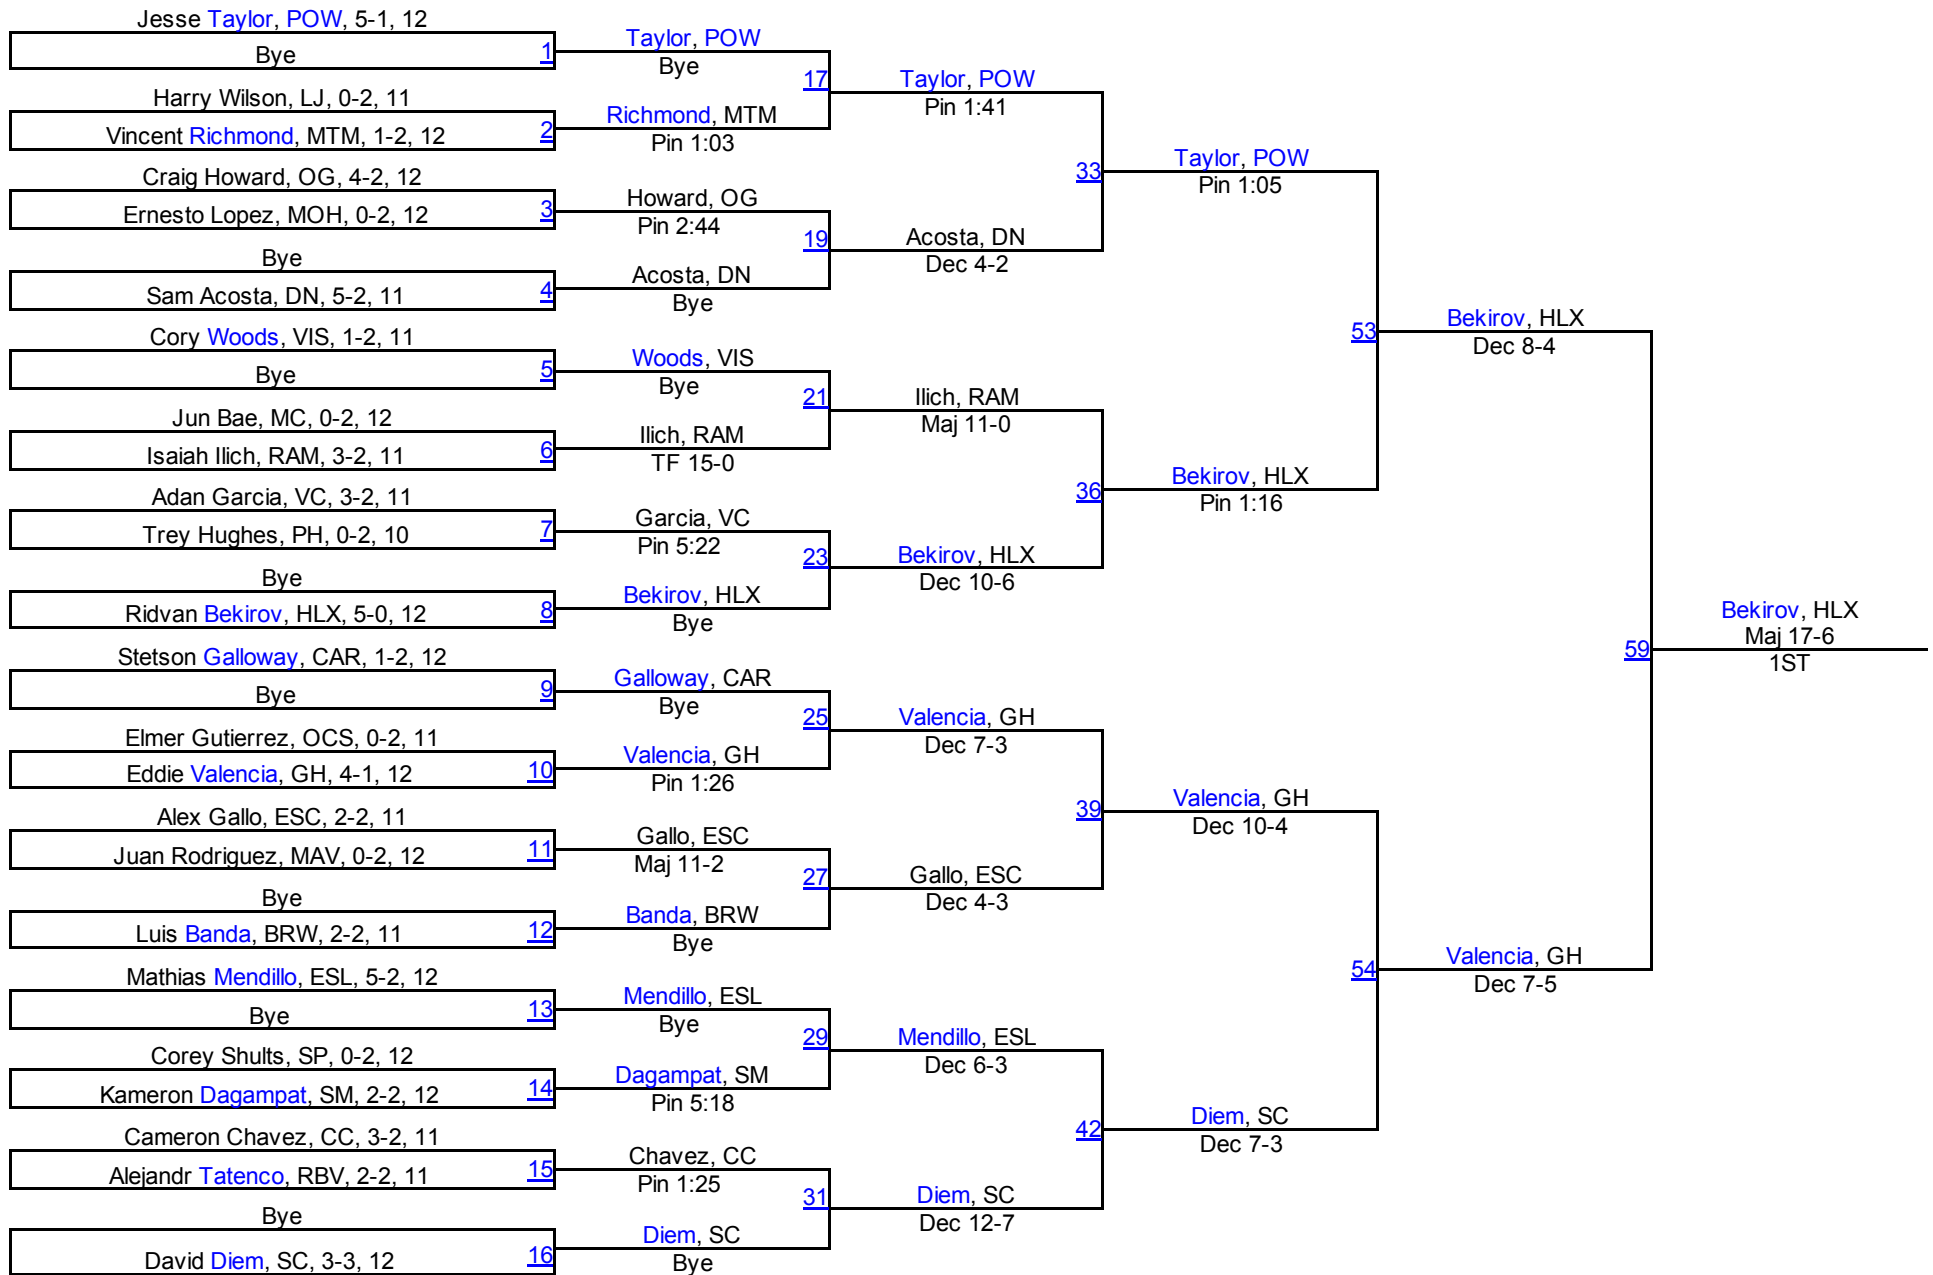 Jesse Taylor, POW, 5-1, 12
Bye
1
Harry Wilson, LJ, 0-2, 11
Vincent Richmond, MTM, 1-2, 12
2
Craig Howard, OG, 4-2, 12
Ernesto Lopez, MOH, 0-2, 12
3
Bye
Sam Acosta, DN, 5-2, 11
4
Cory Woods, VIS, 1-2, 11
Bye
5
Jun Bae, MC, 0-2, 12
Isaiah Ilich, RAM, 3-2, 11
6
Adan Garcia, VC, 3-2, 11
Trey Hughes, PH, 0-2, 10
7
Bye
Ridvan Bekirov, HLX, 5-0, 12
8
Stetson Galloway, CAR, 1-2, 12
Bye
9
Elmer Gutierrez, OCS, 0-2, 11
Eddie Valencia, GH, 4-1, 12
10
Alex Gallo, ESC, 2-2, 11
Juan Rodriguez, MAV, 0-2, 12
11
Bye
Luis Banda, BRW, 2-2, 11
12
Mathias Mendillo, ESL, 5-2, 12
Bye
13
Corey Shults, SP, 0-2, 12
Kameron Dagampat, SM, 2-2, 12
14
Cameron Chavez, CC, 3-2, 11
Alejandr Tatenco, RBV, 2-2, 11
15
Bye
David Diem, SC, 3-3, 12
16
Taylor, POW
Bye
17
Richmond, MTM
Pin 1:03
Howard, OG
Pin 2:44
19
Acosta, DN
Bye
Woods, VIS
Bye
21
Ilich, RAM
TF 15-0
Garcia, VC
Pin 5:22
23
Bekirov, HLX
Bye
Galloway, CAR
Bye
25
Valencia, GH
Pin 1:26
Gallo, ESC
Maj 11-2
27
Banda, BRW
Bye
Mendillo, ESL
Bye
29
Dagampat, SM
Pin 5:18
Chavez, CC
Pin 1:25
31
Diem, SC
Bye
Taylor, POW
Pin 1:41
33
Acosta, DN
Dec 4-2
Ilich, RAM
Maj 11-0
36
Bekirov, HLX
Dec 10-6
Valencia, GH
Dec 7-3
39
Gallo, ESC
Dec 4-3
Mendillo, ESL
Dec 6-3
42
Diem, SC
Dec 12-7
Taylor, POW
Pin 1:05
53
Bekirov, HLX
Pin 1:16
Valencia, GH
Dec 10-4
54
Diem, SC
Dec 7-3
Bekirov, HLX
Dec 8-4
59
Valencia, GH
Dec 7-5
Bekirov, HLX
Maj 17-6
1ST